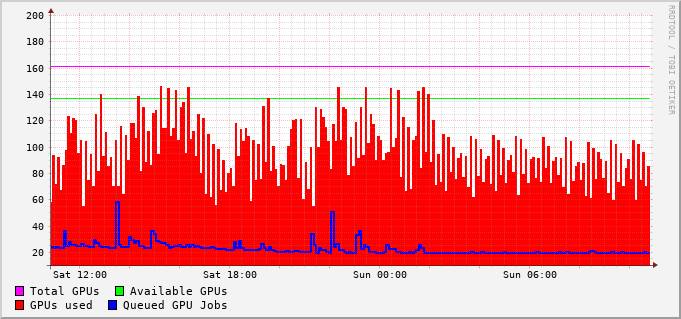 200
180
160
140
120
100
80
60
40
20
Sat 12:00 Sat 18:00 Sun 00:00 Sun 06:00
Total GPUs Available GPUs
GPUs used Queued GPU Jobs
RRDTOOL / TOBI OETIKER